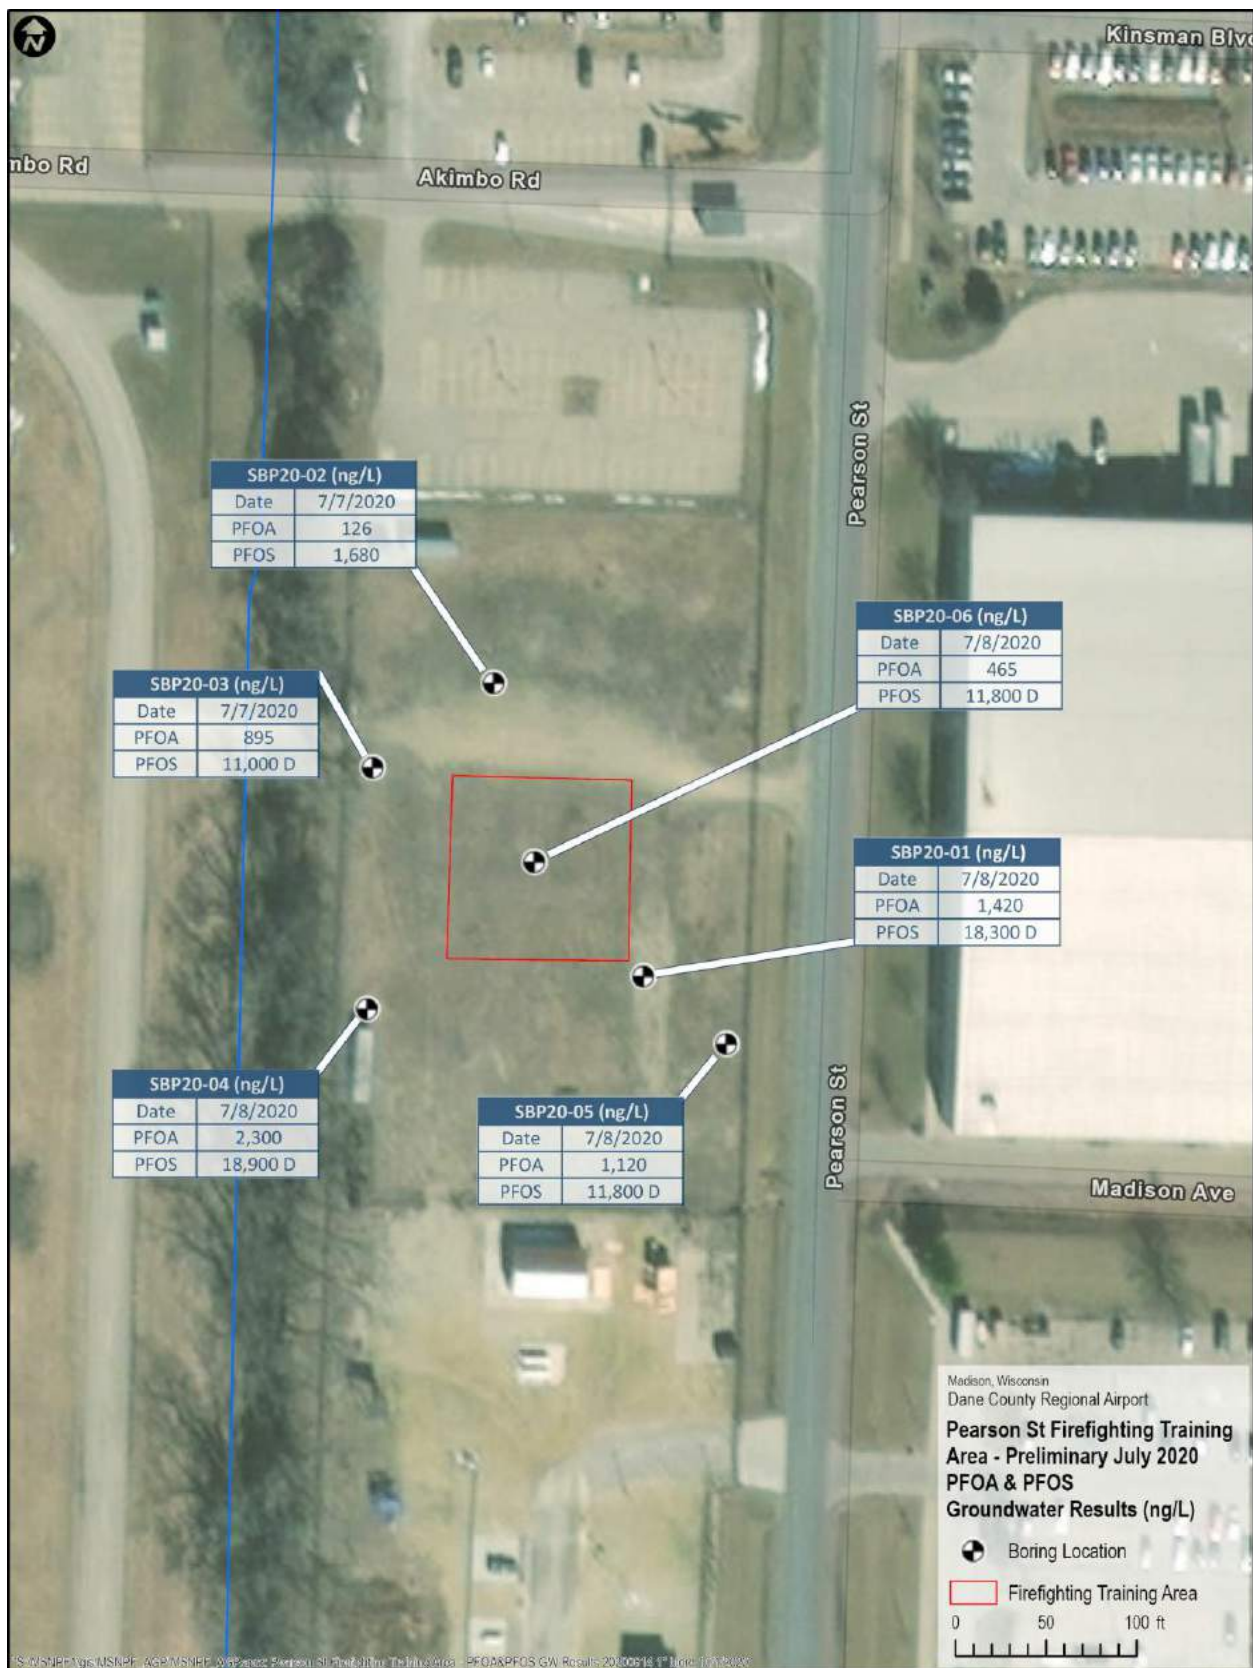 N
Kinsman Blvd
mbo Rd
Akimbo Rd
Pearson St
SBP20-02 (ng/L)
Date 7/7/2020
PFOA 126
PFOS 1,680
SBP20-06 (ng/L)
Date 7/8/2020
PFOA 465
PFOS 11,800 D
SBP20-03 (ng/L)
Date 7/7/2020
PFOA 895
PFOS 11,000 D
SBP20-01 (ng/L)
Date 7/8/2020
PFOA 1,420
PFOS 18,300 D
SBP20-04 (ng/L)
Date 7/8/2020
PFOA 2,300
PFOS 18,900 D
SBP20-05 (ng/L)
Date 7/8/2020
PFOA 1,120
PFOS 11,800 D
Pearson St
Madison Ave
Madison, Wisconsin
Dane County Regional Airport
Pearson St Firefighting Training
Area - Preliminary July 2020
PFOA & PFOS
Groundwater Results (ng/L)
Boring Location
Firefighting Training Area
0 50 100 ft